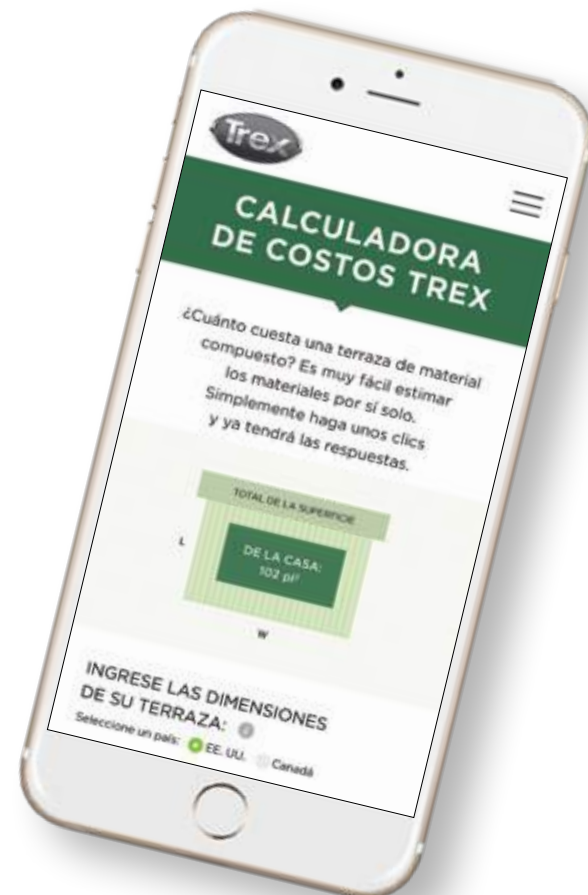 Trex
CALCULADORA
DE COSTOS TREX
¿Cuánto cuesta una terraza de material
compuesto? Es muy fácil estimar
los materiales por sí solo.
Simplemente haga unos clics
y ya tendrá las respuestas.
TOTAL DE LA SUPERFICIE
L
DE LA CASA:
102 pi²
W
INGRESE LAS DIMENSIONES
DE SU TERRAZA: i
Seleccione un país: EE. UU. Canadá